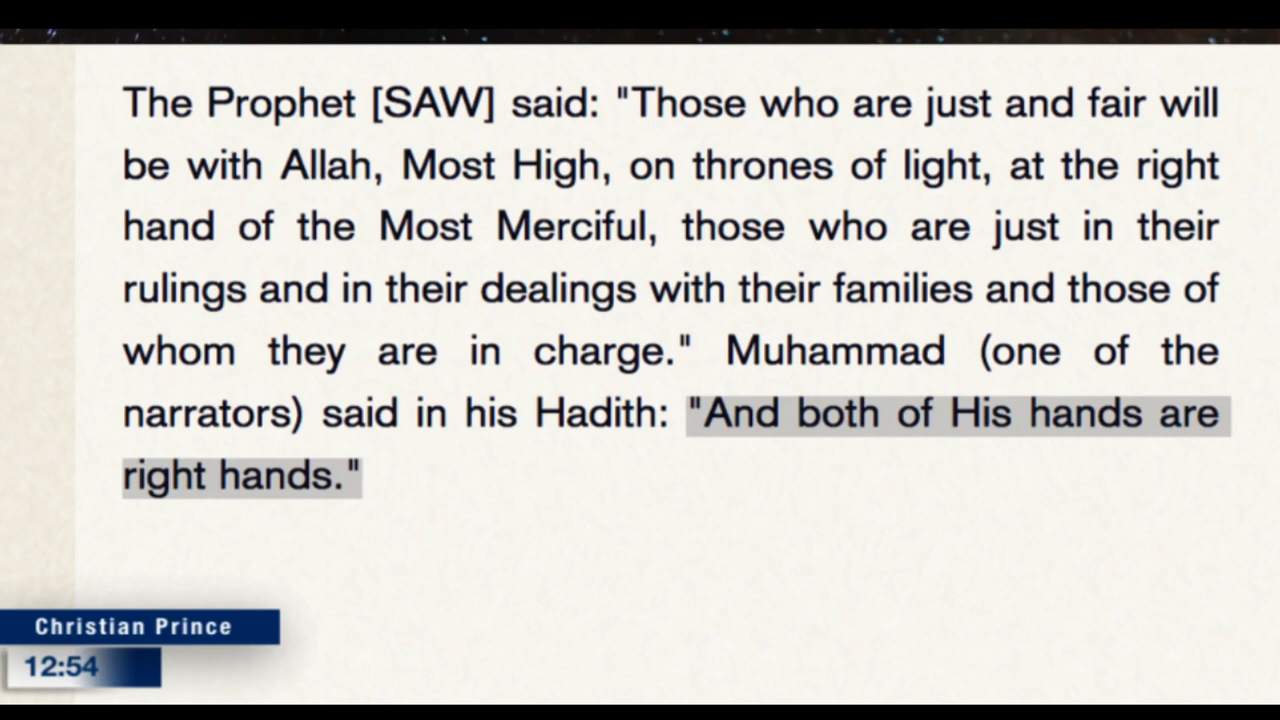 The Prophet [SAW] said: "Those who are just and fair will
be with Allah, Most High, on thrones of light, at the right
hand of the Most Merciful, those who are just in their
rulings and in their dealings with their families and those of
whom they are in charge." Muhammad (one of the
narrators) said in his Hadith: "And both of His hands are
right hands."
Christian Prince
12:54